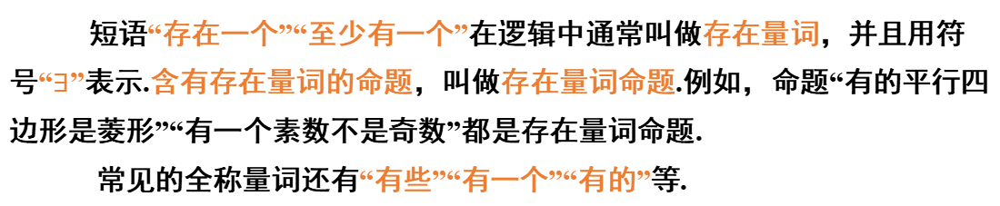 短语“存在一个”“至少有一个”在逻辑中通常叫做存在量词，并且用符
号“∃”表示.含有存在量词的命题，叫做存在量词命题.例如，命题“有的平行四
边形是菱形”“有一个素数不是奇数”都是存在量词命题.
常见的全称量词还有“有些”“有一个”“有的”等.